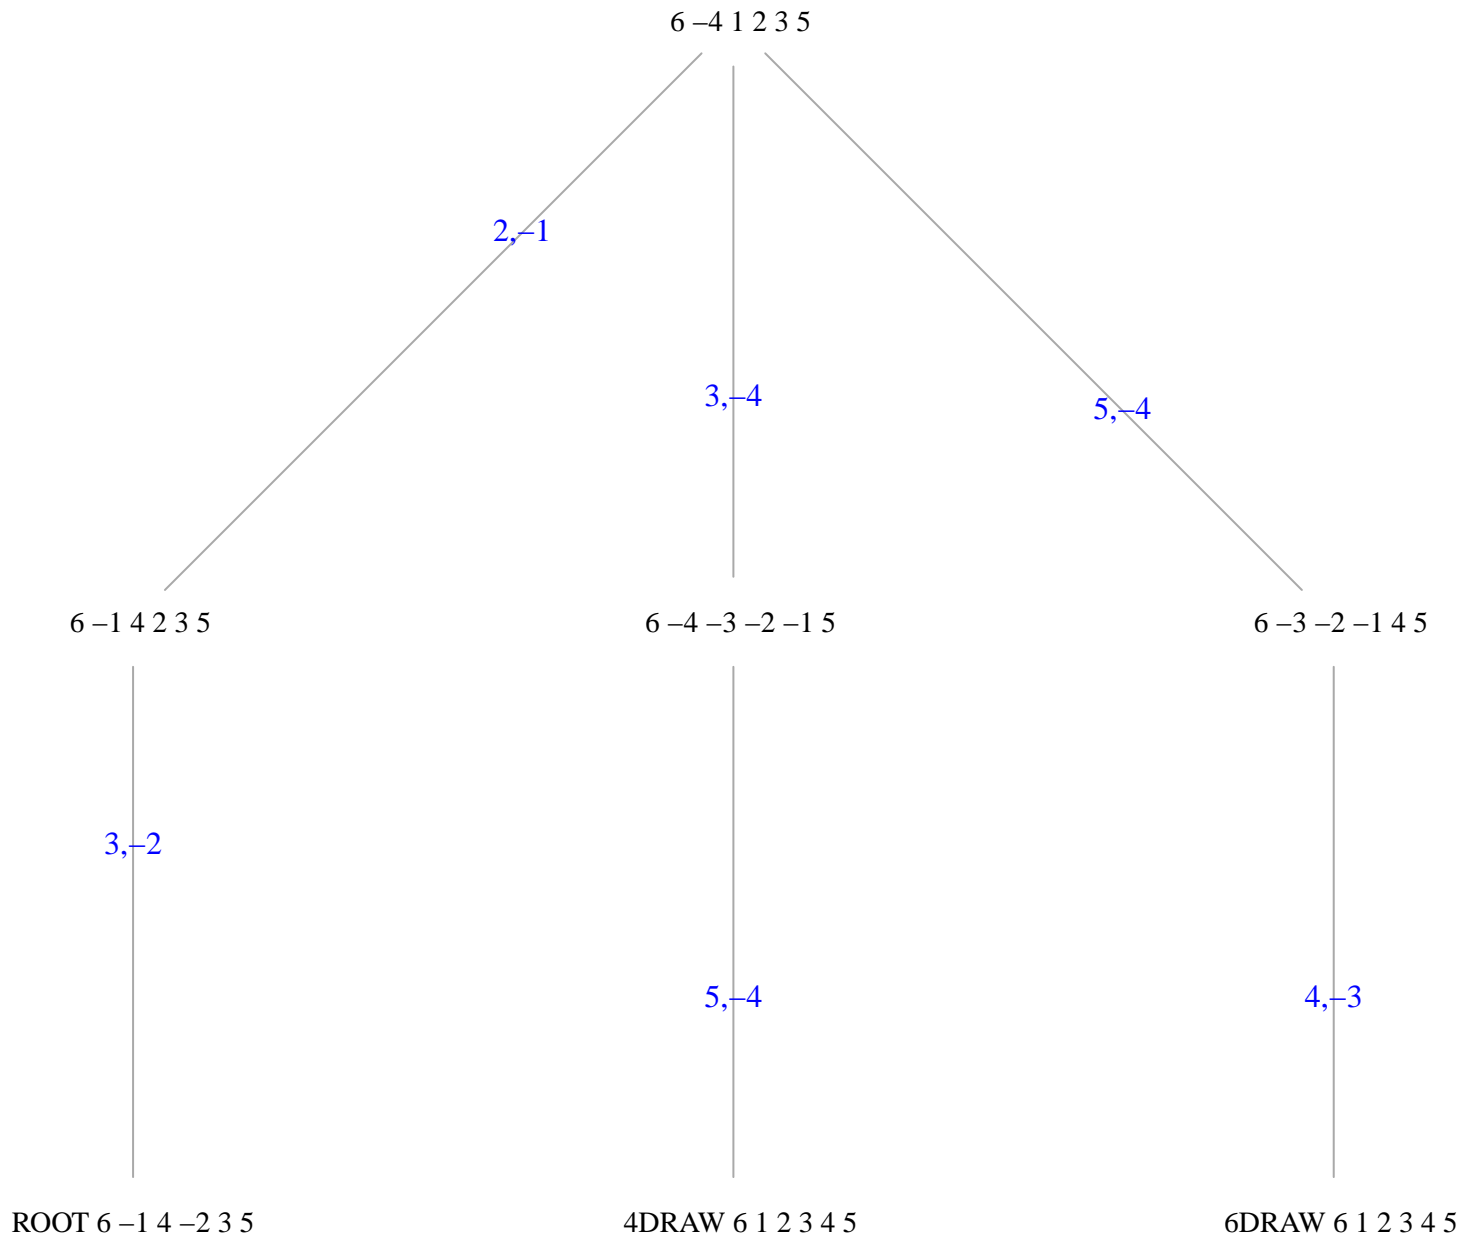 6 –4 1 2 3 5
2,–1
3,–4
5,–4
6 –1 4 2 3 5
6 –4 –3 –2 –1 5
6 –3 –2 –1 4 5
3,–2
5,–4
4,–3
ROOT 6 –1 4 –2 3 5
4DRAW 6 1 2 3 4 5
6DRAW 6 1 2 3 4 5